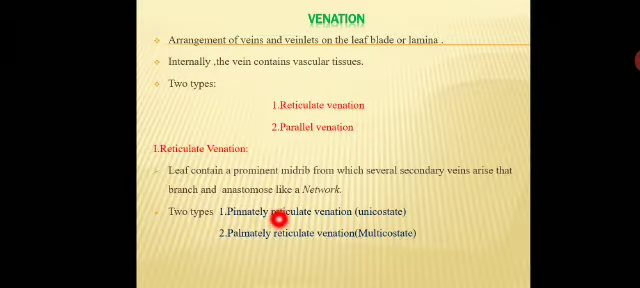 VENATION
Arrangement of veins and veinlets on the leaf blade or lamina .
Internally ,the vein contains vascular tissues.
Two types:
1.Reticulate venation
2.Parallel venation
I.Reticulate Venation:
Leaf contain a prominent midrib from which several secondary veins arise that
branch and anastomose like a Network.
Two types 1.Pinnately reticulate venation (unicostate)
2.Palmately reticulate venation(Multicostate)